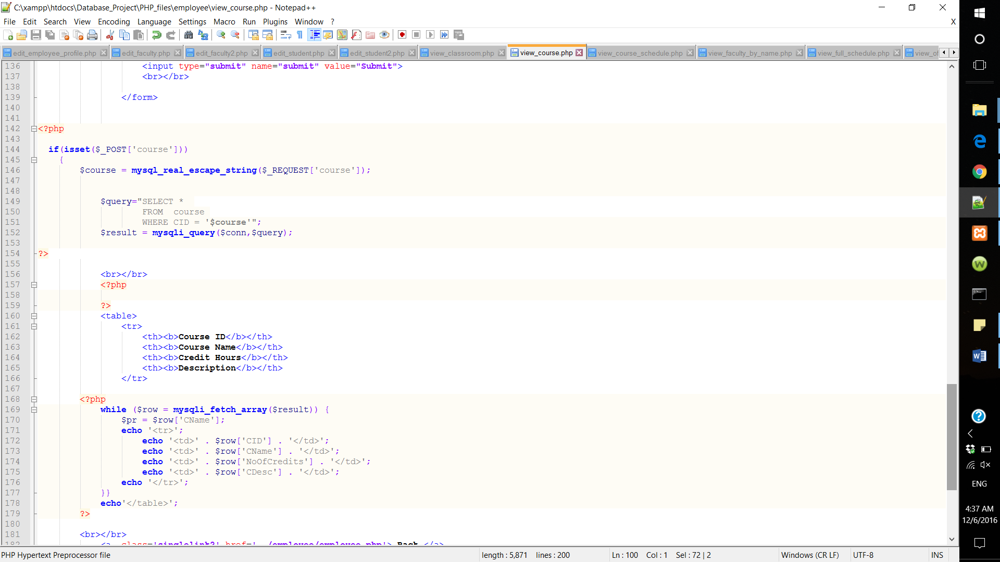 C:\xampp\htdocs\Database_Project\PHP_files\employee\view_course.php - Notepad++
File Edit Search View Encoding Language Settings Macro Run Plugins Window ? X
edit_employee_profile.php edit_faculty.php edit_faculty2.php edit_student.php edit_student2.php view_classroom.php view_course.php view_course_schedule.php view_faculty_by_name.php view_full_schedule.php view_of
136 <input type="submit" name="submit" value="Submit">
137 <br></br>
138
139 </form>
140
141
142 <?php
143
144 if(isset($_POST['course']))
145 {
146 $course = mysql_real_escape_string($_REQUEST['course']);
147
148
149 $query="SELECT *
150 FROM  course
151 WHERE CID = '$course'";
152 $result = mysqli_query($conn,$query);
153
154 ?>
155
156 <br></br>
157 <?php
158
159 ?>
160 <table>
161 <tr>
162 <th><b>Course ID</b></th>
163 <th><b>Course Name</b></th>
164 <th><b>Credit Hours</b></th>
165 <th><b>Description</b></th>
166 </tr>
167
168 <?php
169 while ($row = mysqli_fetch_array($result)) {
170 $pr = $row['CName'];
171 echo '<tr>';
172 echo '<td>' . $row['CID'] . '</td>';
173 echo '<td>' . $row['CName'] . '</td>';
174 echo '<td>' . $row['NoOfCredits'] . '</td>';
175 echo '<td>' . $row['CDesc'] . '</td>';
176 echo '</tr>';
177 }}
178 echo'</table>';
179 ?>
180
181 <br></br>
182 <a  class='singlelink2' href='../employee/employee.php'> Back </a>
PHP Hypertext Preprocessor file length : 5,871 lines : 200 Ln : 100 Col : 1 Sel : 72 | 2 Windows (CR LF) UTF-8 INS
ENG
4:37 AM
12/6/2016